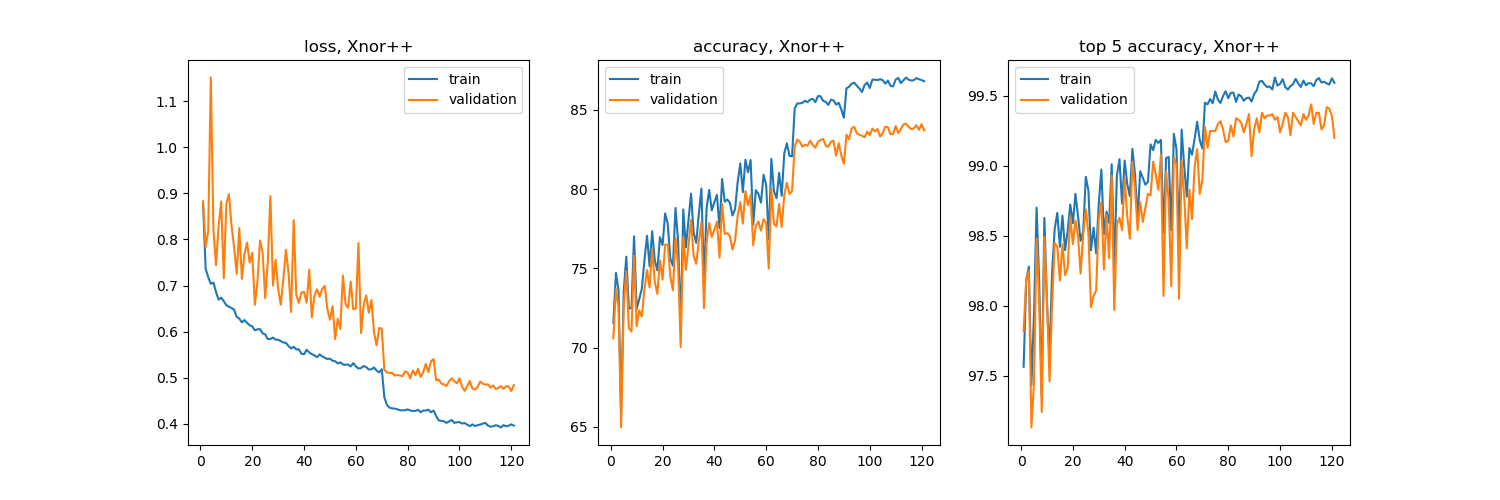 loss, Xnor++
train
validation
1.1
1.0
0.9
0.8
0.7
0.6
0.5
0.4
0 20 40 60 80 100 120
accuracy, Xnor++
train
validation
85
80
75
70
65
0 20 40 60 80 100 120
top 5 accuracy, Xnor++
train
validation
99.5
99.0
98.5
98.0
97.5
0 20 40 60 80 100 120